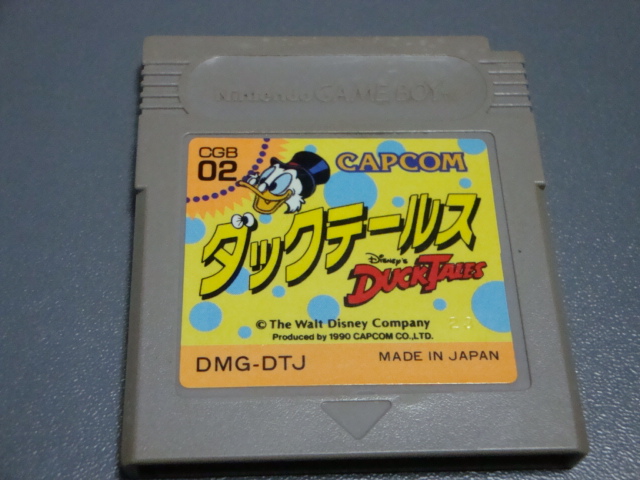 Nintendo GAME BOY
CGB
02
CAPCOM
ダックテールズ
Disney's
DUCKTALES
© The Walt Disney Company
Produced by 1990 CAPCOM CO.,LTD.
DMG-DTJ
MADE IN JAPAN